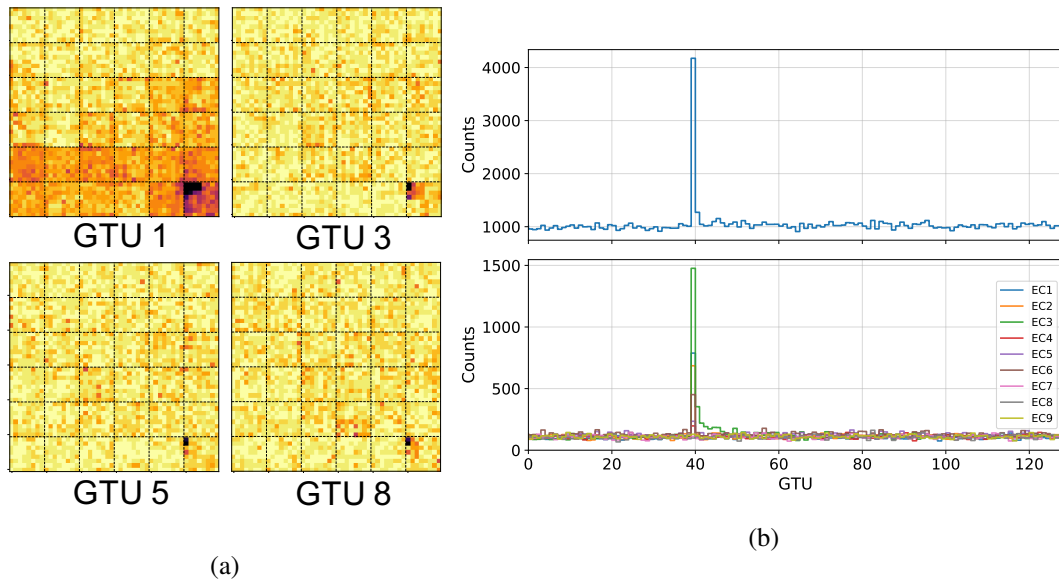 GTU 1
GTU 3
GTU 5
GTU 8
(a)
Counts
4000
3000
2000
1000
Counts
1500
1000
500
0
EC1
EC2
EC3
EC4
EC5
EC6
EC7
EC8
EC9
0 20 40 60 80 100 120
GTU
(b)